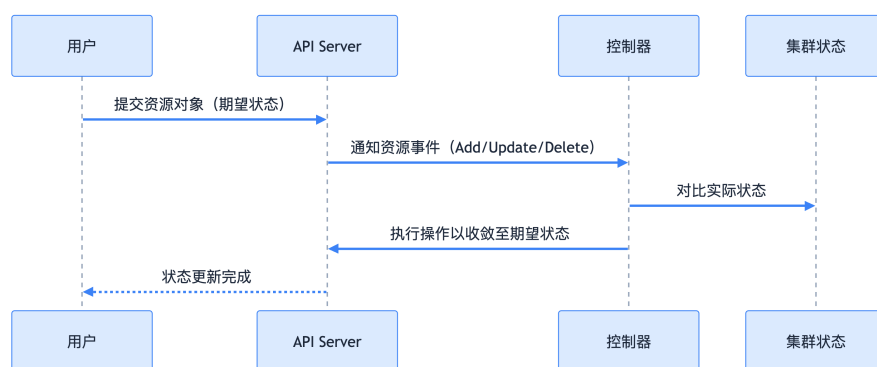 用户
API Server
控制器
集群状态
提交资源对象（期望状态）
通知资源事件（Add/Update/Delete）
对比实际状态
执行操作以收敛至期望状态
状态更新完成
用户
API Server
控制器
集群状态